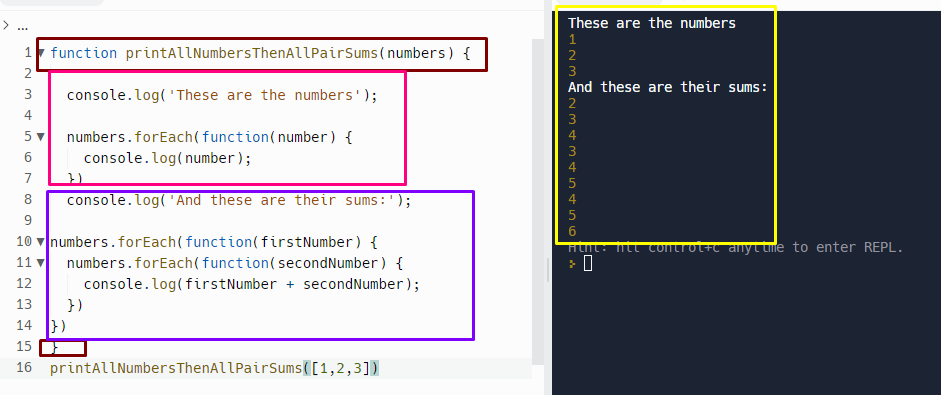 > ...
1 ▼ function printAllNumbersThenAllPairSums(numbers) {
2
3 console.log('These are the numbers');
4
5 ▼ numbers.forEach(function(number) {
6 console.log(number);
7 })
8 console.log('And these are their sums:');
9
10 ▼ numbers.forEach(function(firstNumber) {
11 ▼ numbers.forEach(function(secondNumber) {
12 console.log(firstNumber + secondNumber);
13 })
14 })
15 }
16 printAllNumbersThenAllPairSums([1,2,3])
These are the numbers
1
2
3
And these are their sums:
2
3
4
3
4
5
4
5
6
Hint: hit control+c anytime to enter REPL.